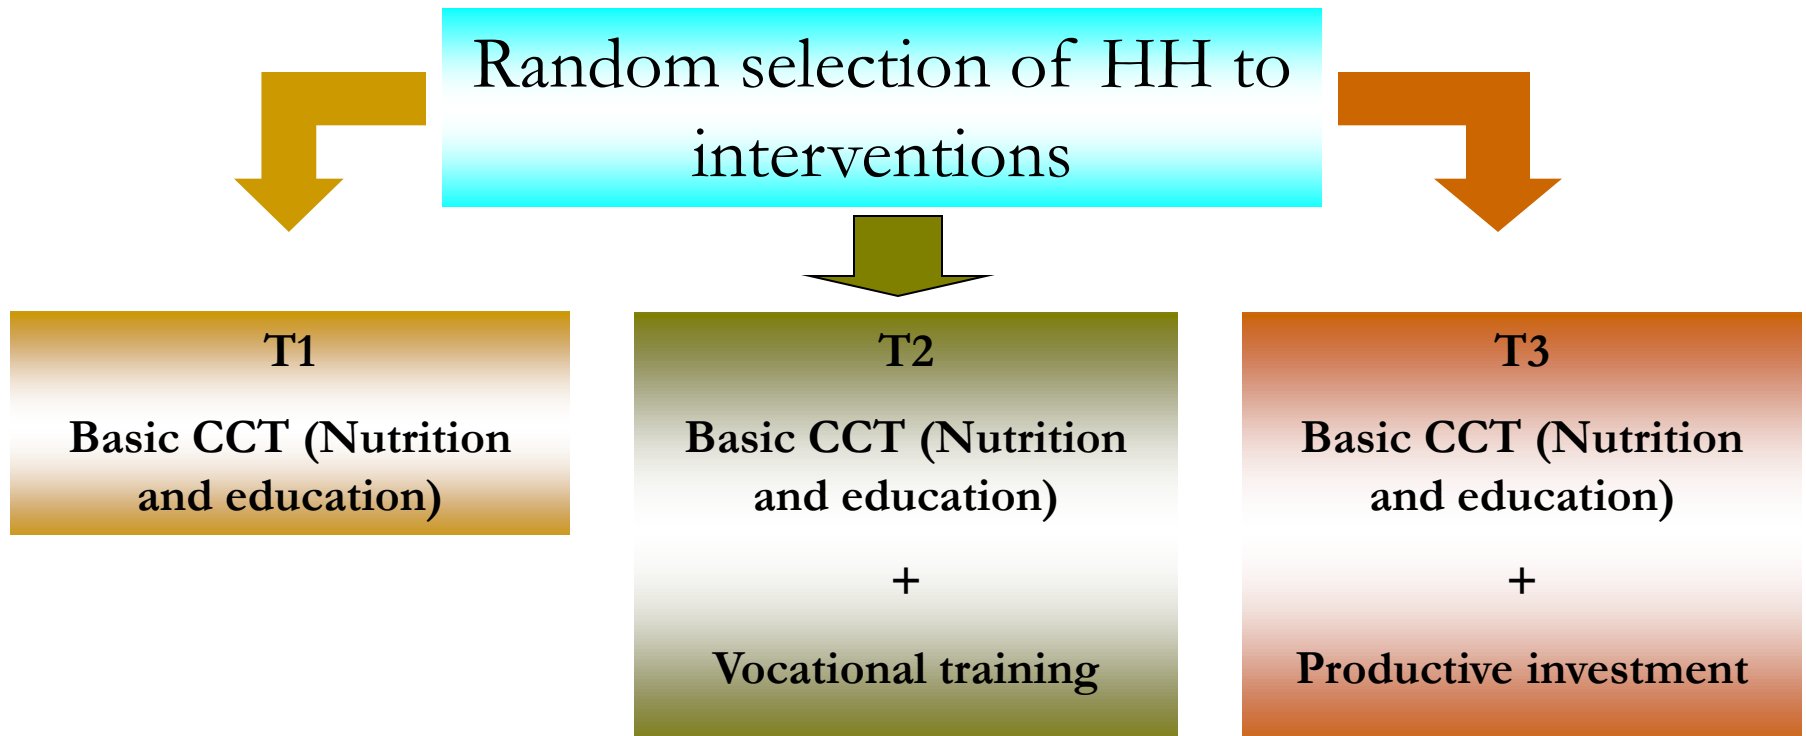 Random selection of HH to
interventions
T1
Basic CCT (Nutrition
and education)
T2
Basic CCT (Nutrition
and education)
+
Vocational training
T3
Basic CCT (Nutrition
and education)
+
Productive investment